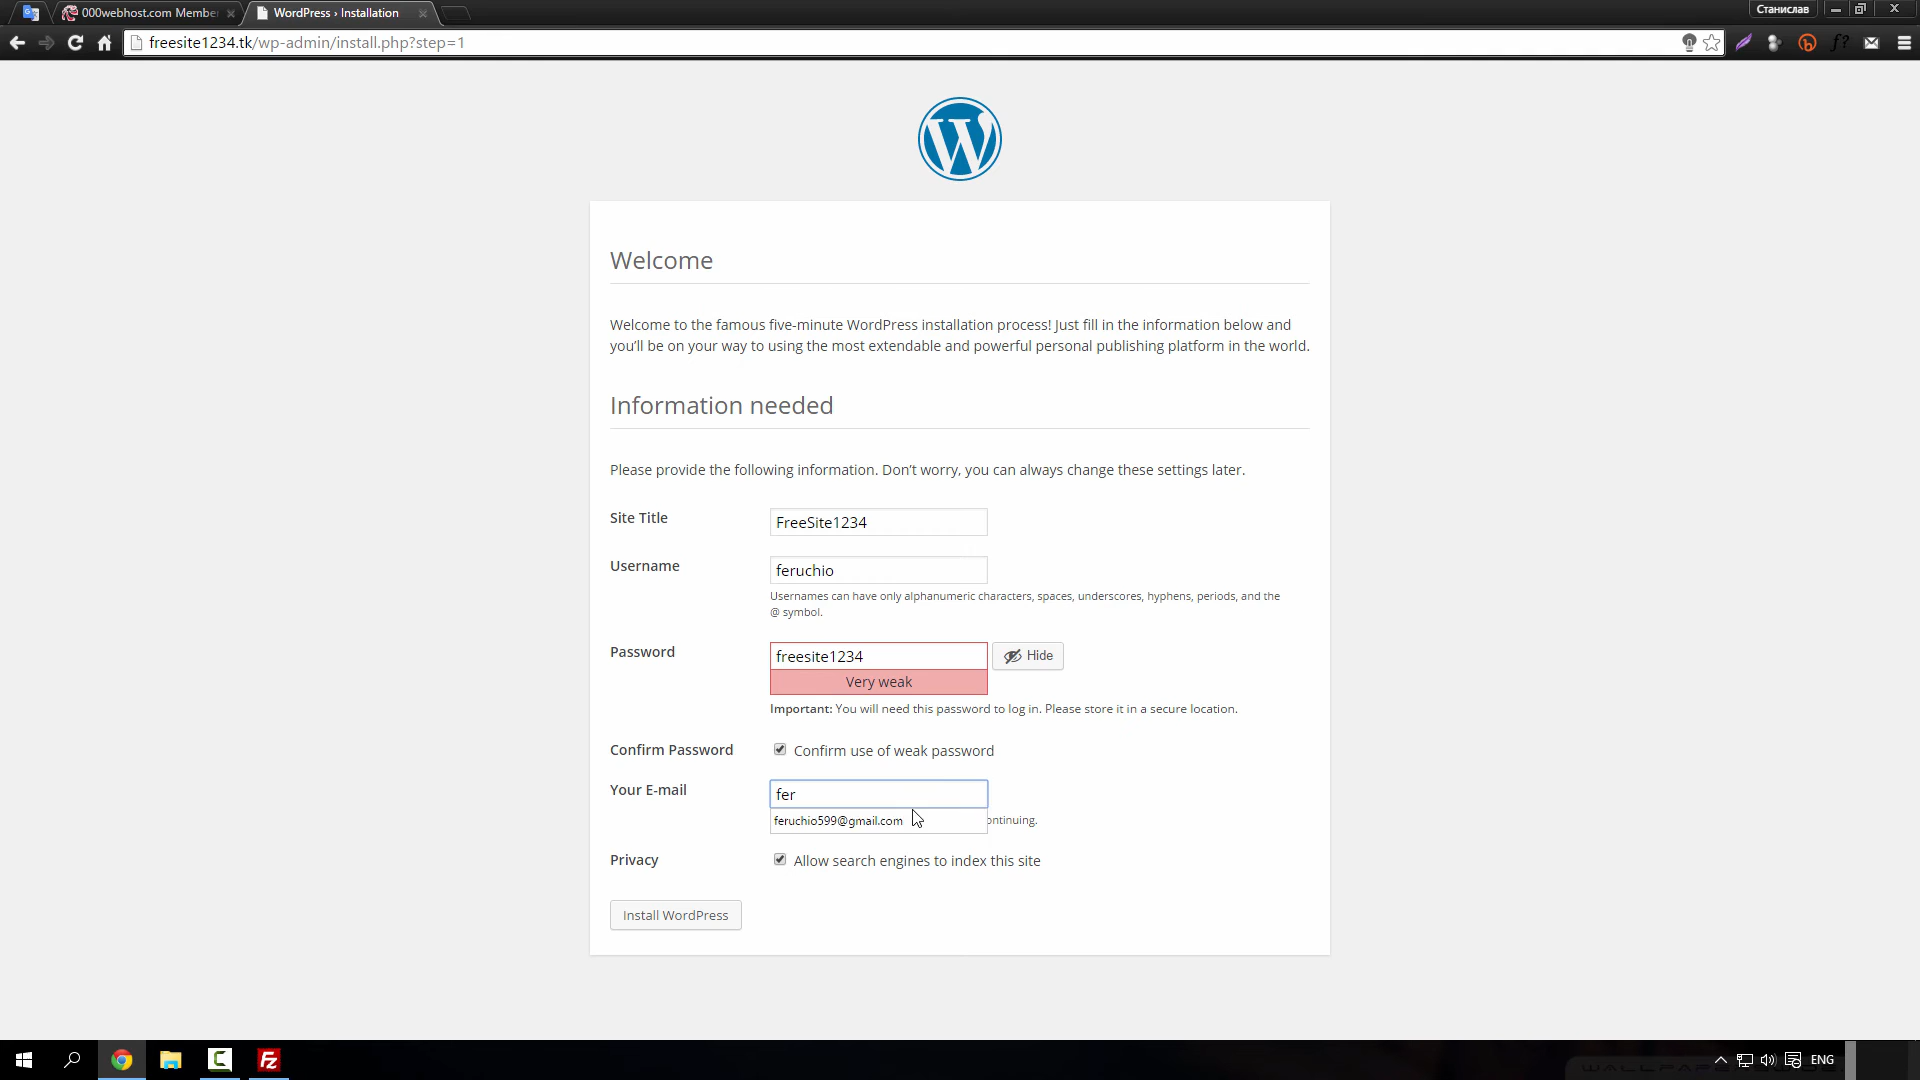 000webhost.com Membe
WordPress › Installation
Станислав
freesite1234.tk/wp-admin/install.php?step=1
Welcome
Welcome to the famous five-minute WordPress installation process! Just fill in the information below and
you'll be on your way to using the most extendable and powerful personal publishing platform in the world.
Information needed
Please provide the following information. Don't worry, you can always change these settings later.
Site Title
FreeSite1234
Username
feruchio
Usernames can have only alphanumeric characters, spaces, underscores, hyphens, periods, and the
@ symbol.
Password
freesite1234
Hide
Very weak
Important: You will need this password to log in. Please store it in a secure location.
Confirm Password
Confirm use of weak password
Your E-mail
fer
feruchio599@gmail.com
ontinuing.
Privacy
Allow search engines to index this site
Install WordPress
ENG